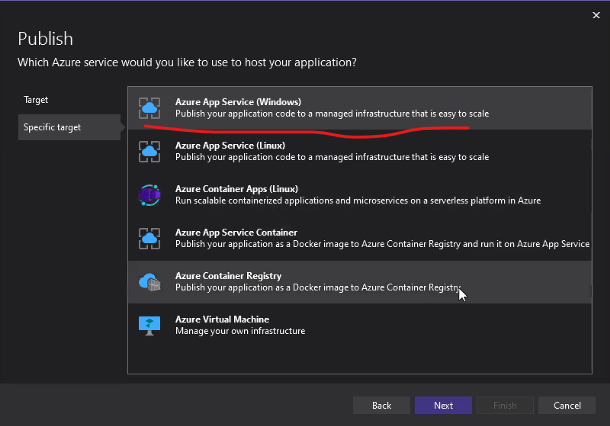 Publish
Which Azure service would you like to use to host your application?
Target
Specific target
Azure App Service (Windows)
Publish your application code to a managed infrastructure that is easy to scale
Azure App Service (Linux)
Publish your application code to a managed infrastructure that is easy to scale
Azure Container Apps (Linux)
Run scalable containerized applications and microservices on a serverless platform in Azure
Azure App Service Container
Publish your application as a Docker image to Azure Container Registry and run it on Azure App Service
Azure Container Registry
Publish your application as a Docker image to Azure Container Registry
Azure Virtual Machine
Manage your own infrastructure
Back
Next
Finish
Cancel